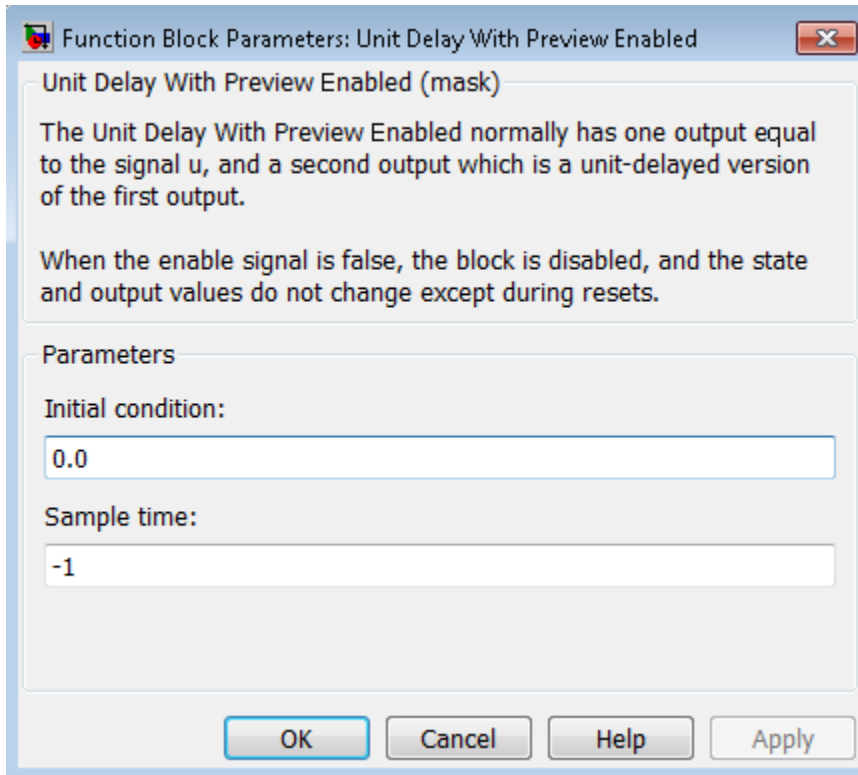 Function Block Parameters: Unit Delay With Preview Enabled
Unit Delay With Preview Enabled (mask)
The Unit Delay With Preview Enabled normally has one output equal
to the signal u, and a second output which is a unit-delayed version
of the first output.
When the enable signal is false, the block is disabled, and the state
and output values do not change except during resets.
Parameters
Initial condition:
0.0
Sample time:
-1
OK Cancel Help Apply